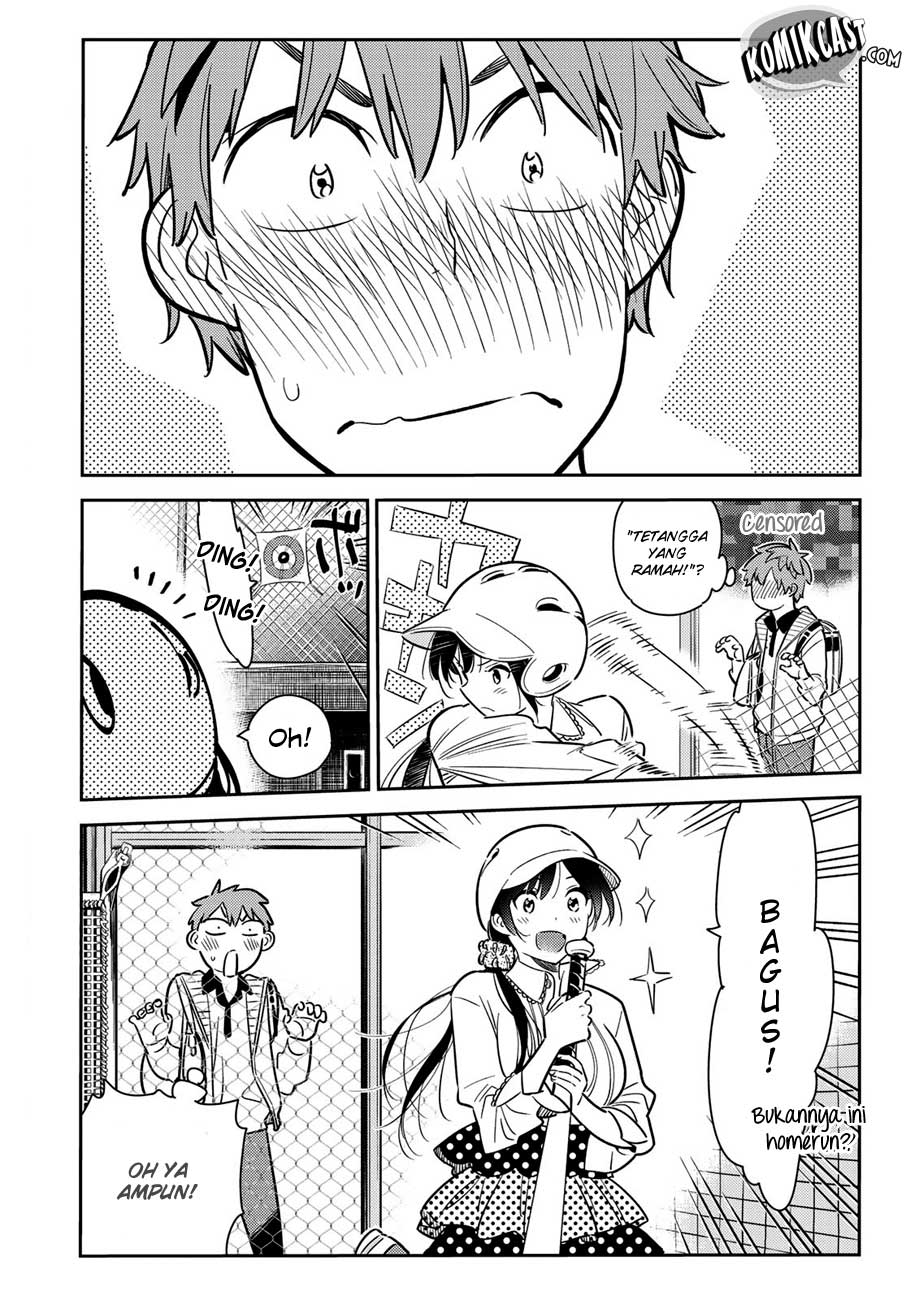 KOMIKCAST
.COM
Censored
"TETANGGA
YANG
RAMAH!"?
DING!
DING!
Oh!
BAGUS!
Bukannya-ini
homerun?
OH YA
AMPUN!